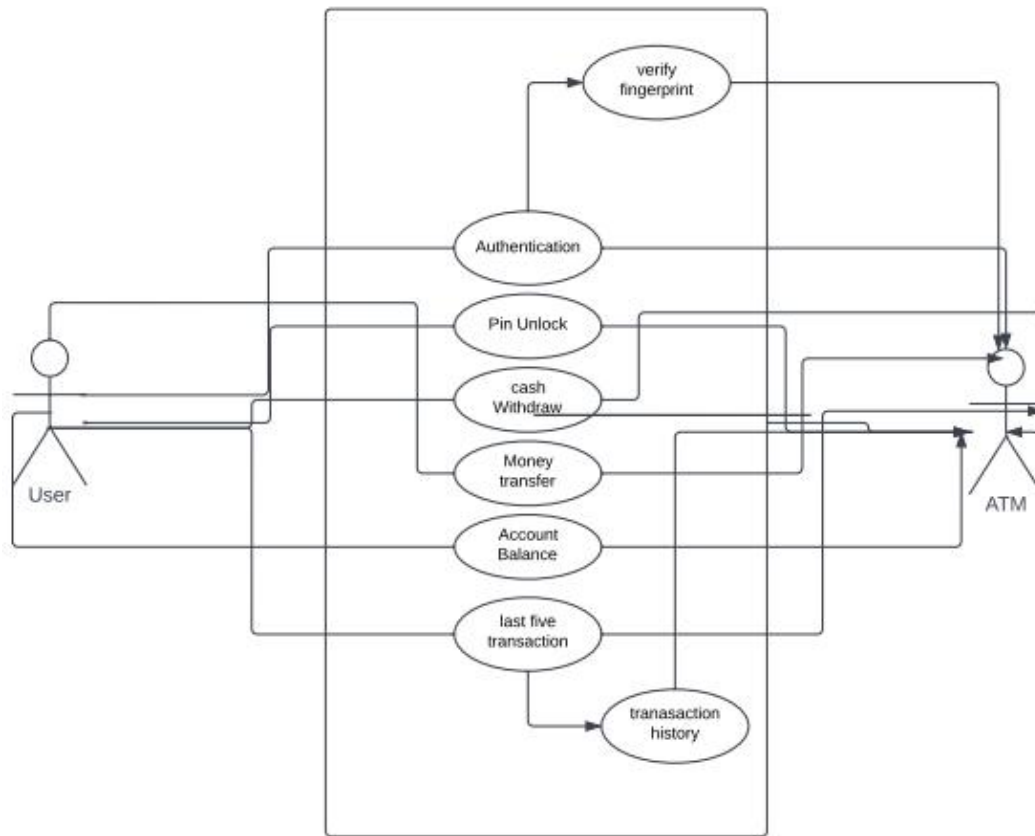 verify
fingerprint
Authentication
Pin Unlock
cash
Withdraw
Money
transfer
User
ATM
Account
Balance
last five
transaction
tranasaction
history